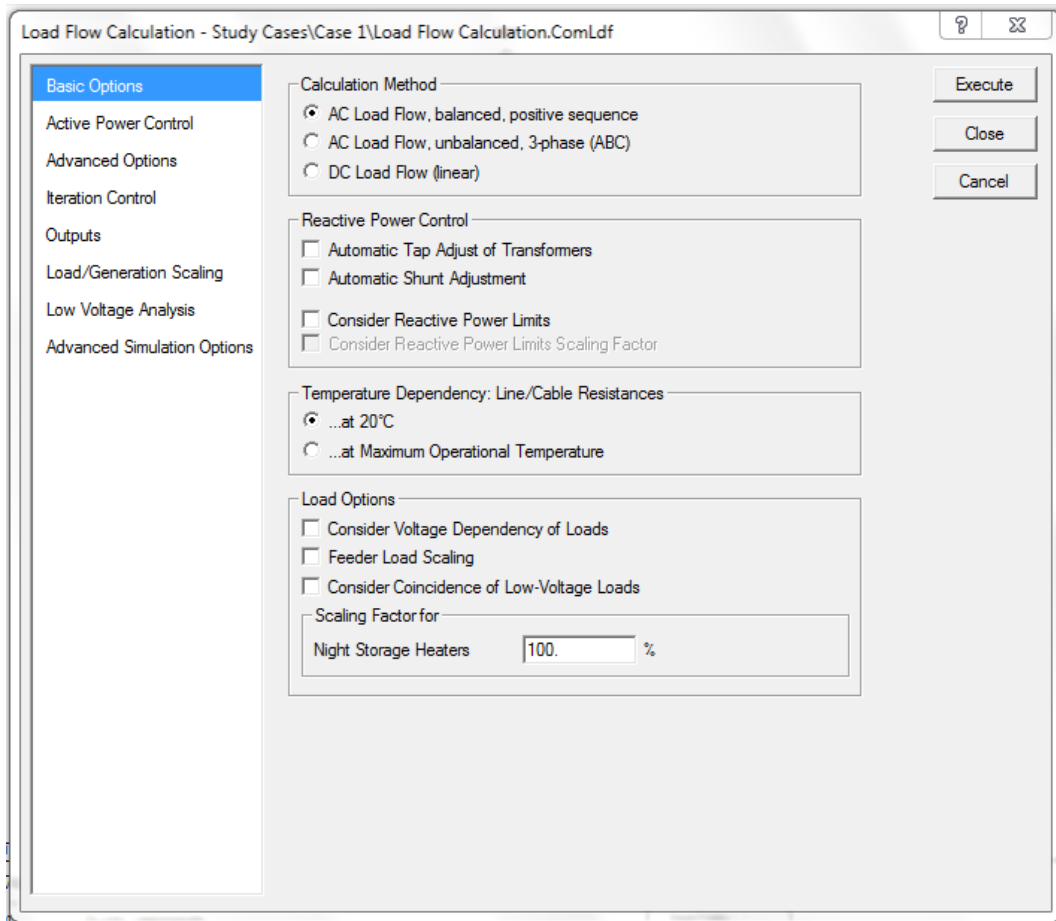 Load Flow Calculation - Study Cases\Case 1\Load Flow Calculation.ComLdf
Basic Options
Active Power Control
Advanced Options
Iteration Control
Outputs
Load/Generation Scaling
Low Voltage Analysis
Advanced Simulation Options
Calculation Method
AC Load Flow, balanced, positive sequence
AC Load Flow, unbalanced, 3-phase (ABC)
DC Load Flow (linear)
Reactive Power Control
Automatic Tap Adjust of Transformers
Automatic Shunt Adjustment
Consider Reactive Power Limits
Consider Reactive Power Limits Scaling Factor
Temperature Dependency: Line/Cable Resistances
...at 20°C
...at Maximum Operational Temperature
Load Options
Consider Voltage Dependency of Loads
Feeder Load Scaling
Consider Coincidence of Low-Voltage Loads
Scaling Factor for
Night Storage Heaters 100. %
Execute
Close
Cancel